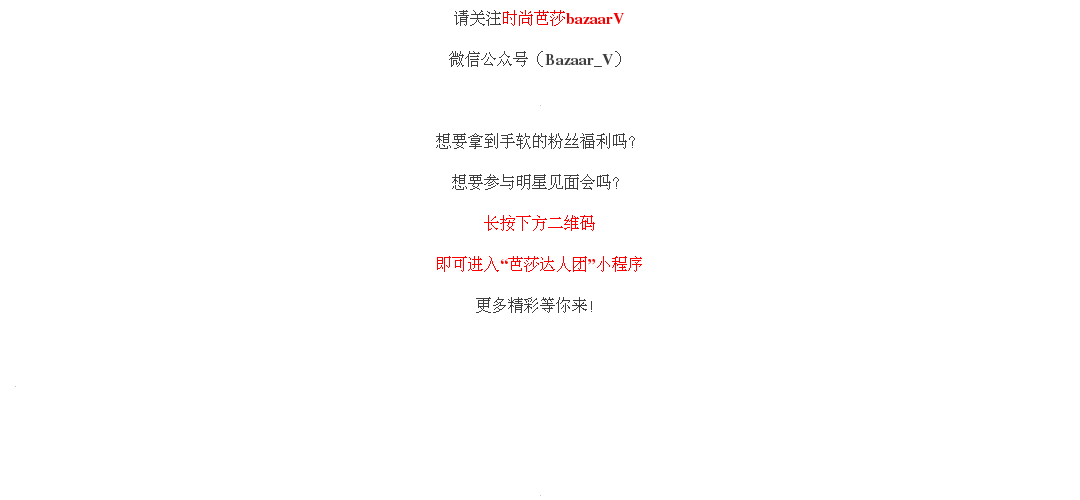 请关注时尚芭莎bazaarV
微信公众号（Bazaar_V）
想要拿到手软的粉丝福利吗?
想要参与明星见面会吗?
长按下方二维码
即可进入“芭莎达人团”小程序
更多精彩等你来!